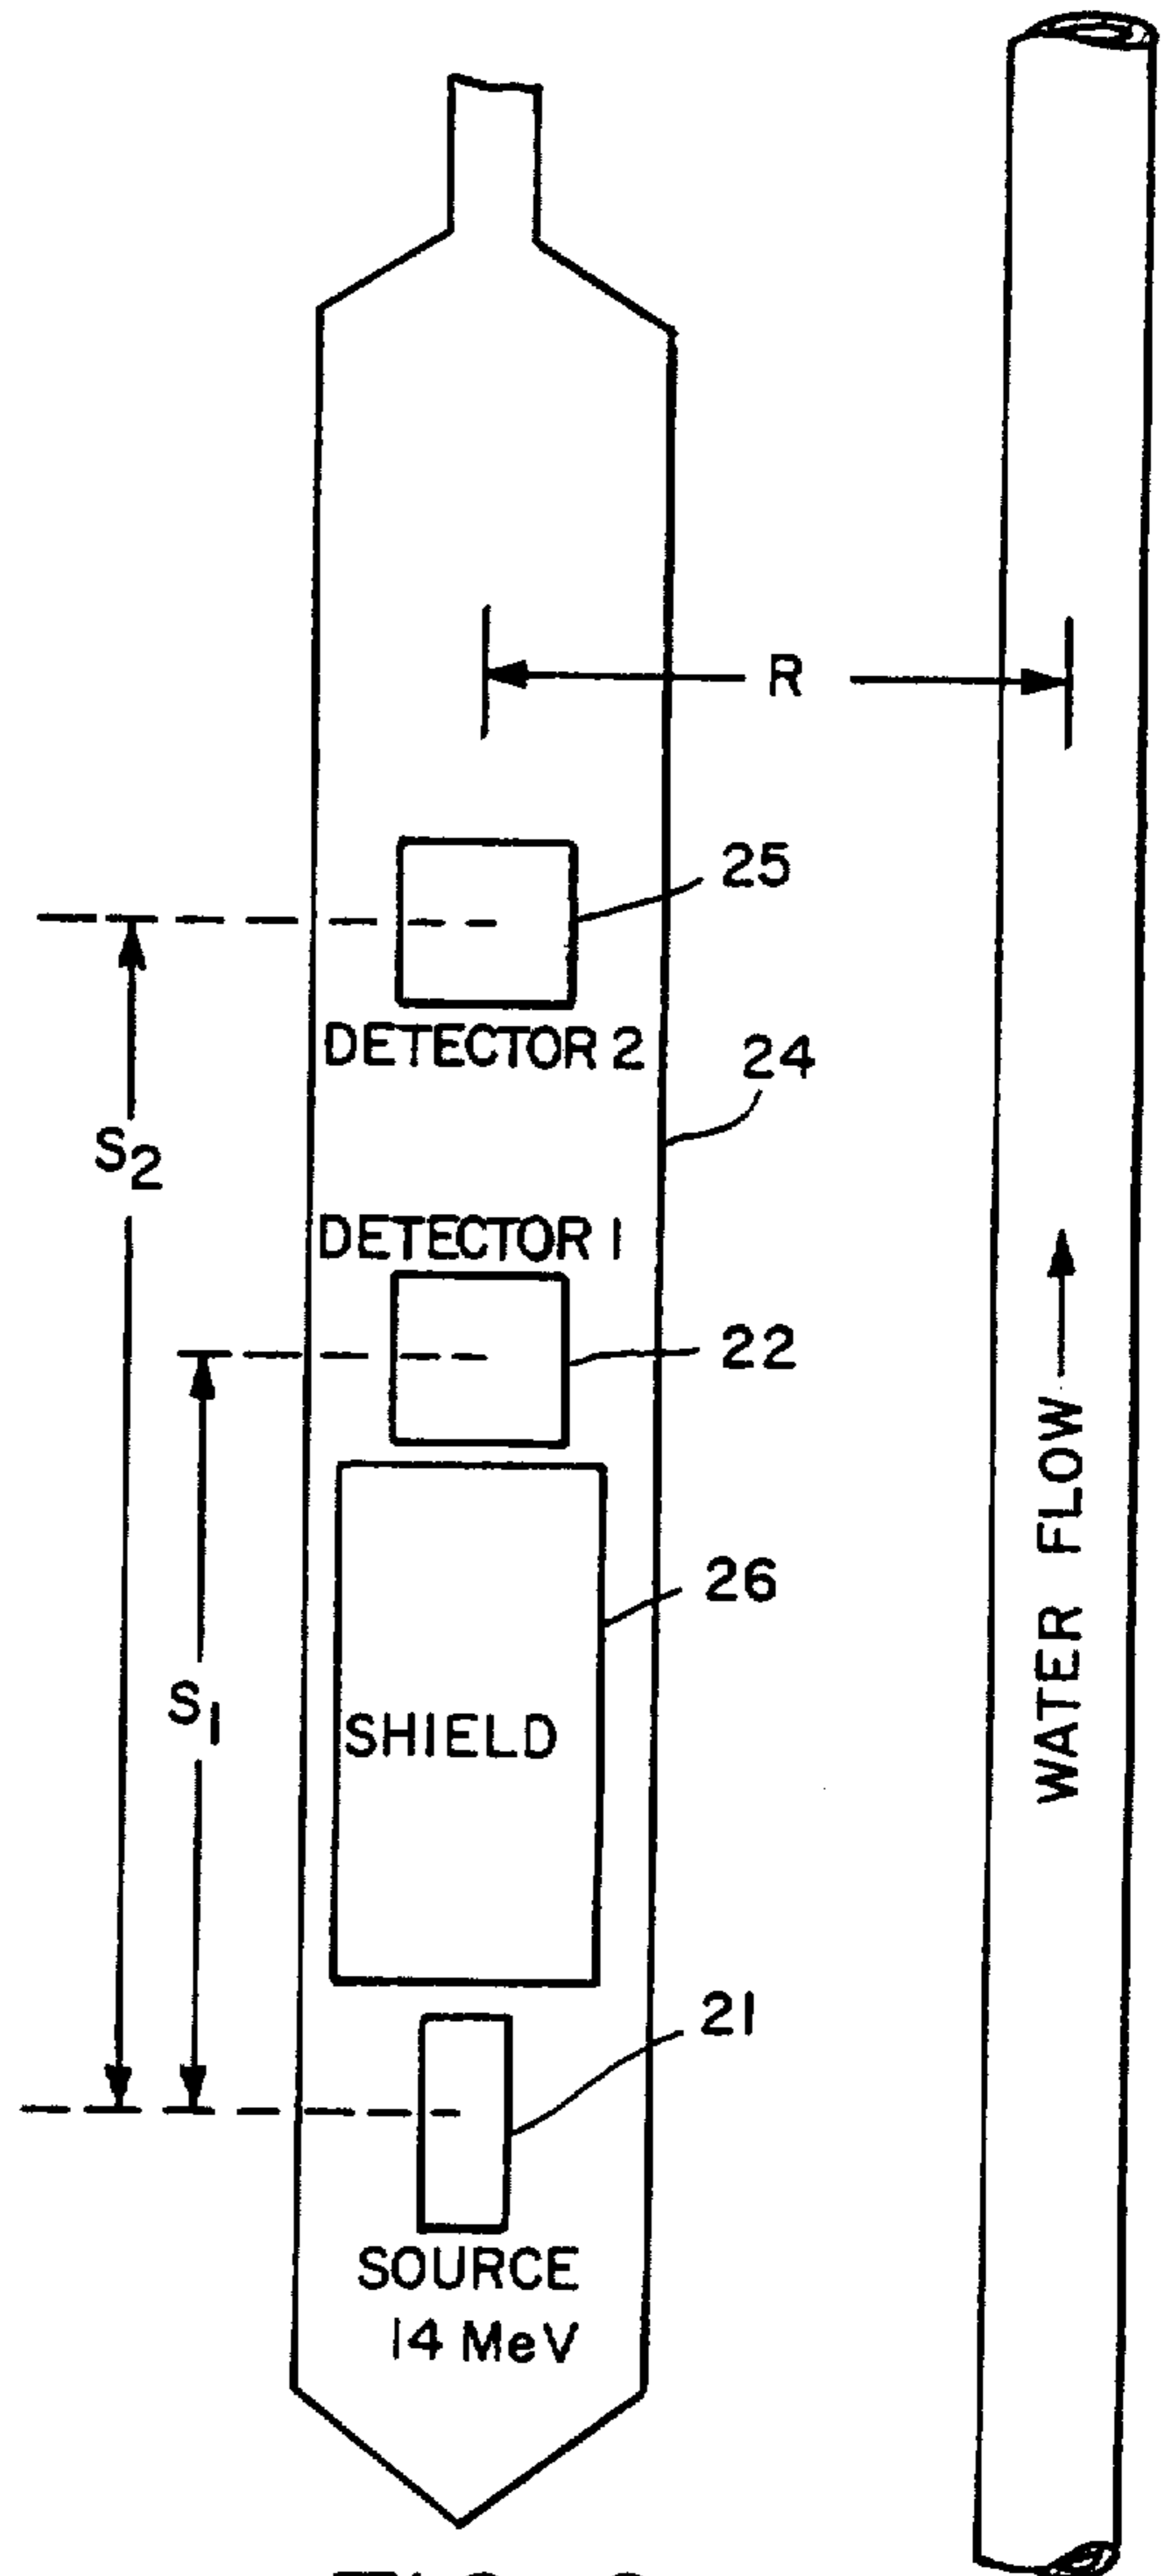 R
25
DETECTOR 2
24
S2
DETECTOR 1
22
WATER FLOW
26
S1
SHIELD
21
SOURCE
14 MeV